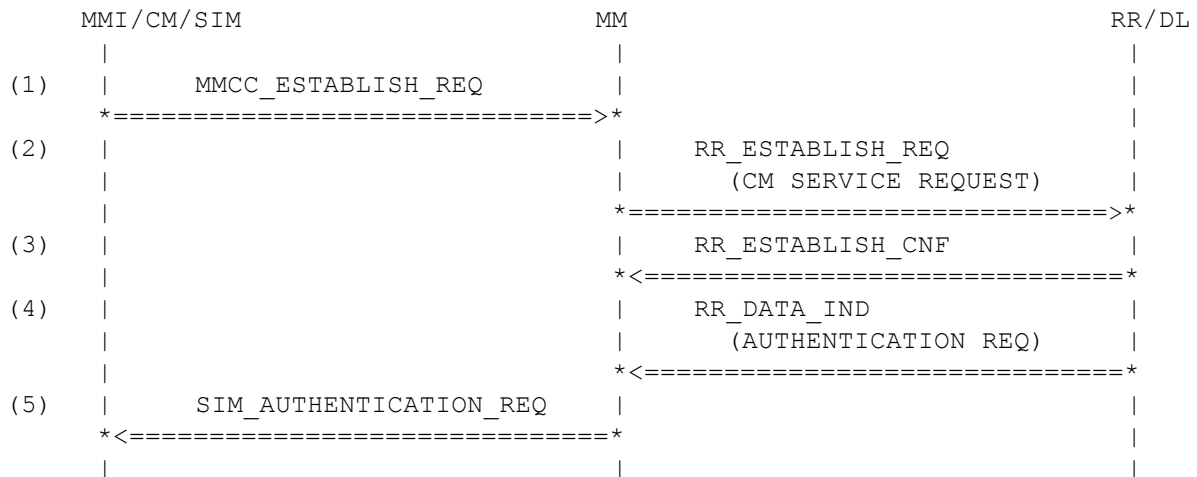 MMI/CM/SIM MM RR/DL
(1) MMCC_ESTABLISH_REQ
(2) RR_ESTABLISH_REQ
(CM SERVICE REQUEST)
(3) RR_ESTABLISH_CNF
(4) RR_DATA_IND
(AUTHENTICATION REQ)
(5) SIM_AUTHENTICATION_REQ